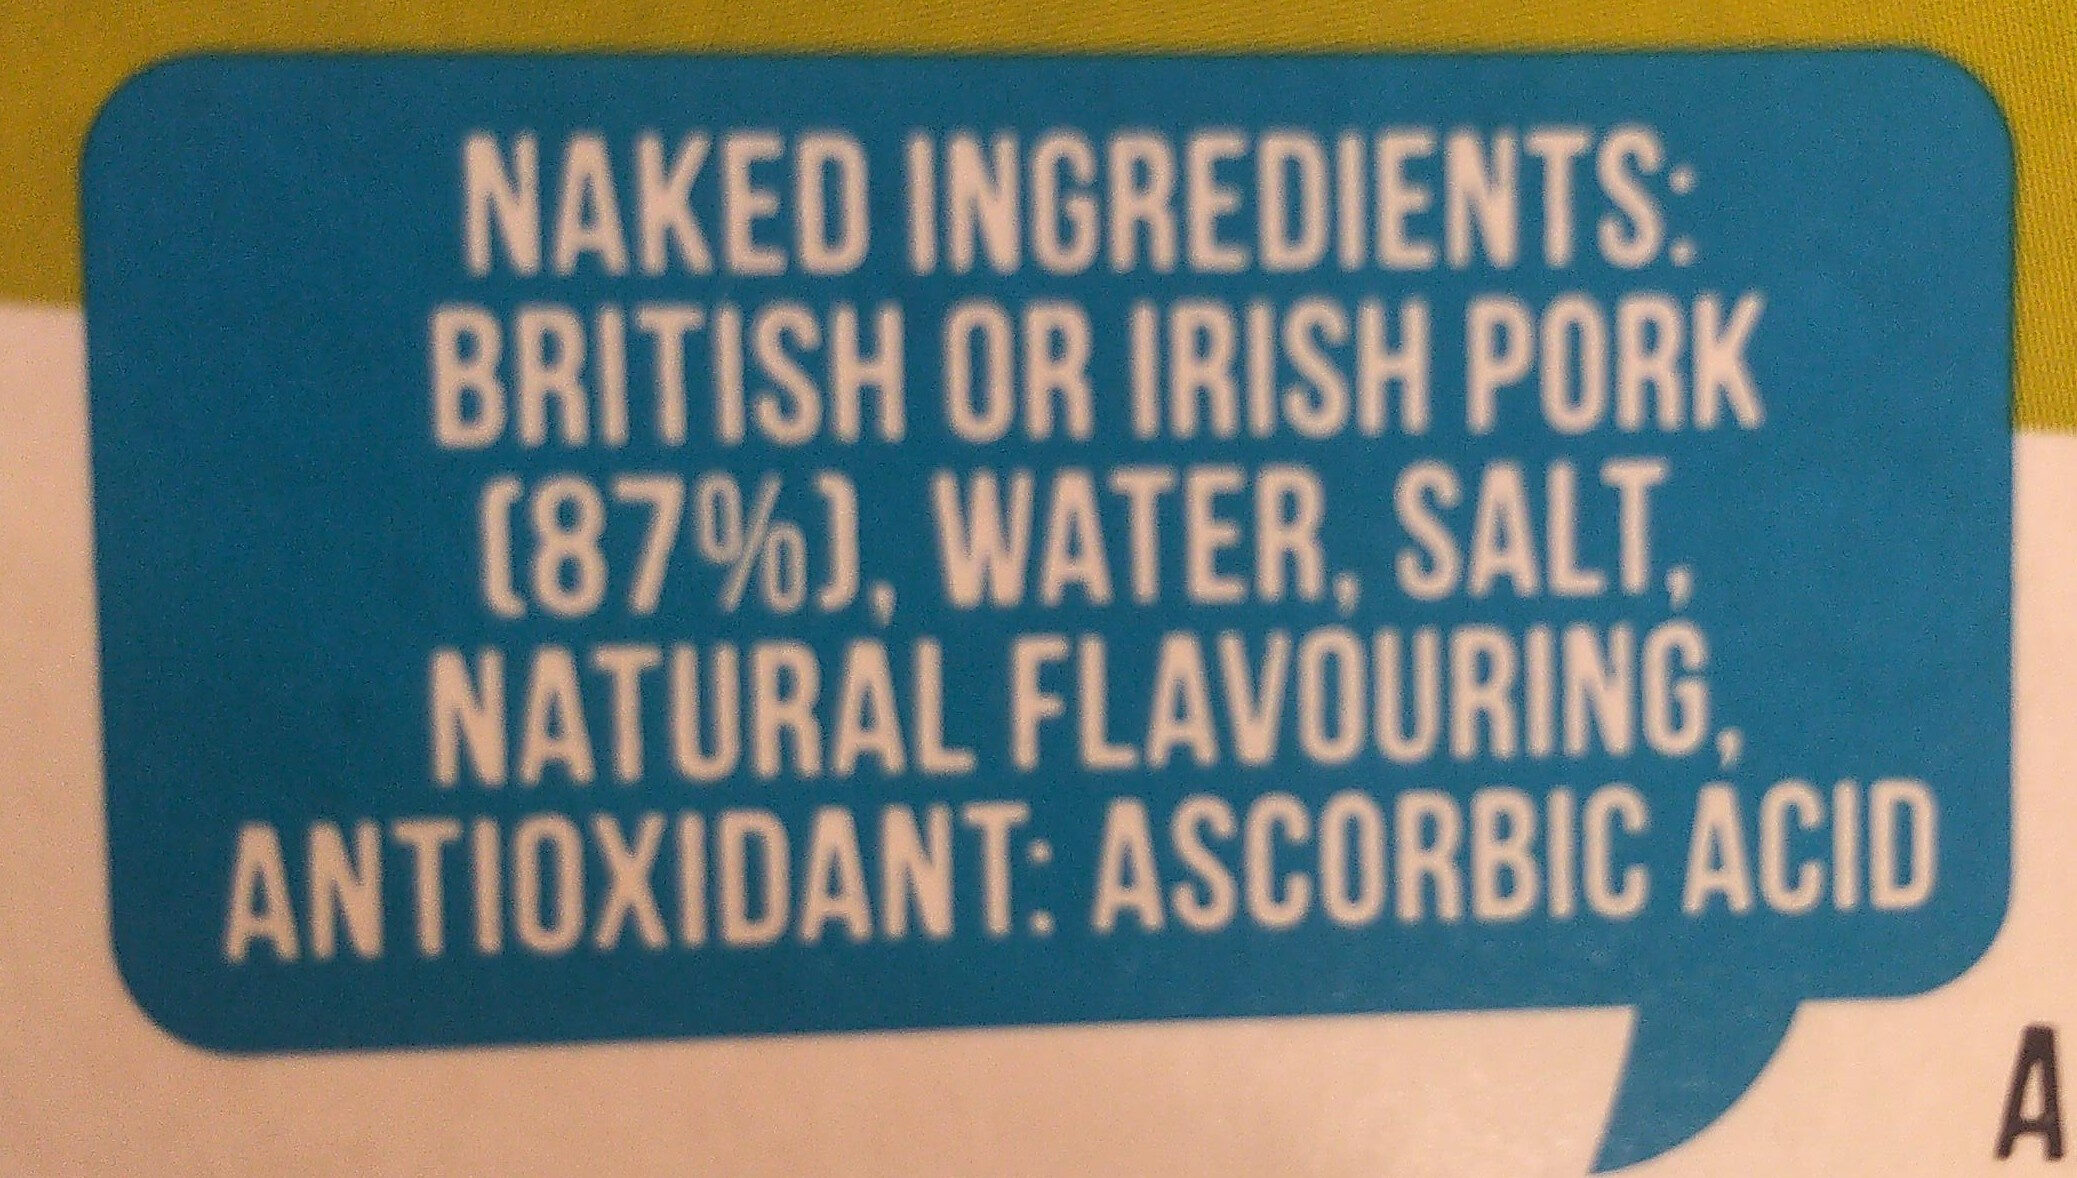 NAKED INGREDIENTS:
BRITISH OR IRISH PORK
(87%), WATER, SALT,
NATURAL FLAVOURING,
ANTIOXIDANT: ASCORBIC ACID
A